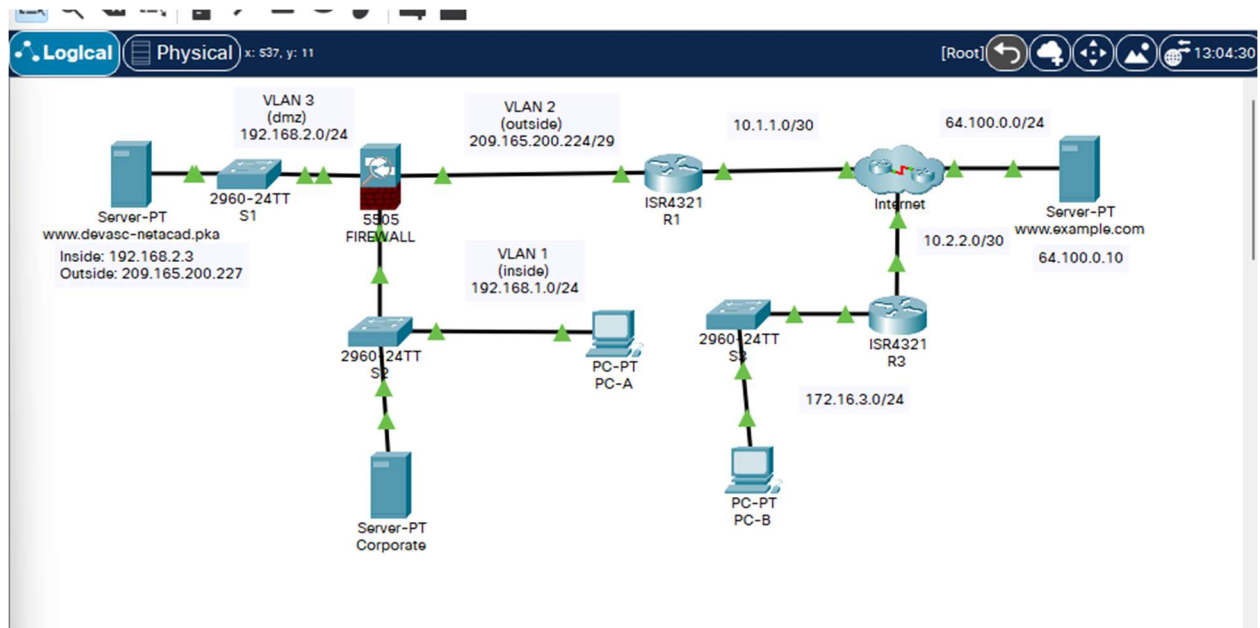 Logical
Physical
x: 537, y: 11
[Root]
13:04:30
VLAN 3
(dmz)
192.168.2.0/24
VLAN 2
(outside)
209.165.200.224/29
10.1.1.0/30
64.100.0.0/24
2960-24TT
S1
Server-PT
www.devasc-netacad.pka
Inside: 192.168.2.3
Outside: 209.165.200.227
5505
FIREWALL
ISR4321
R1
Internet
Server-PT
www.example.com
64.100.0.10
10.2.2.0/30
VLAN 1
(inside)
192.168.1.0/24
2960-24TT
S2
PC-PT
PC-A
2960-24TT
S3
ISR4321
R3
172.16.3.0/24
Server-PT
Corporate
PC-PT
PC-B